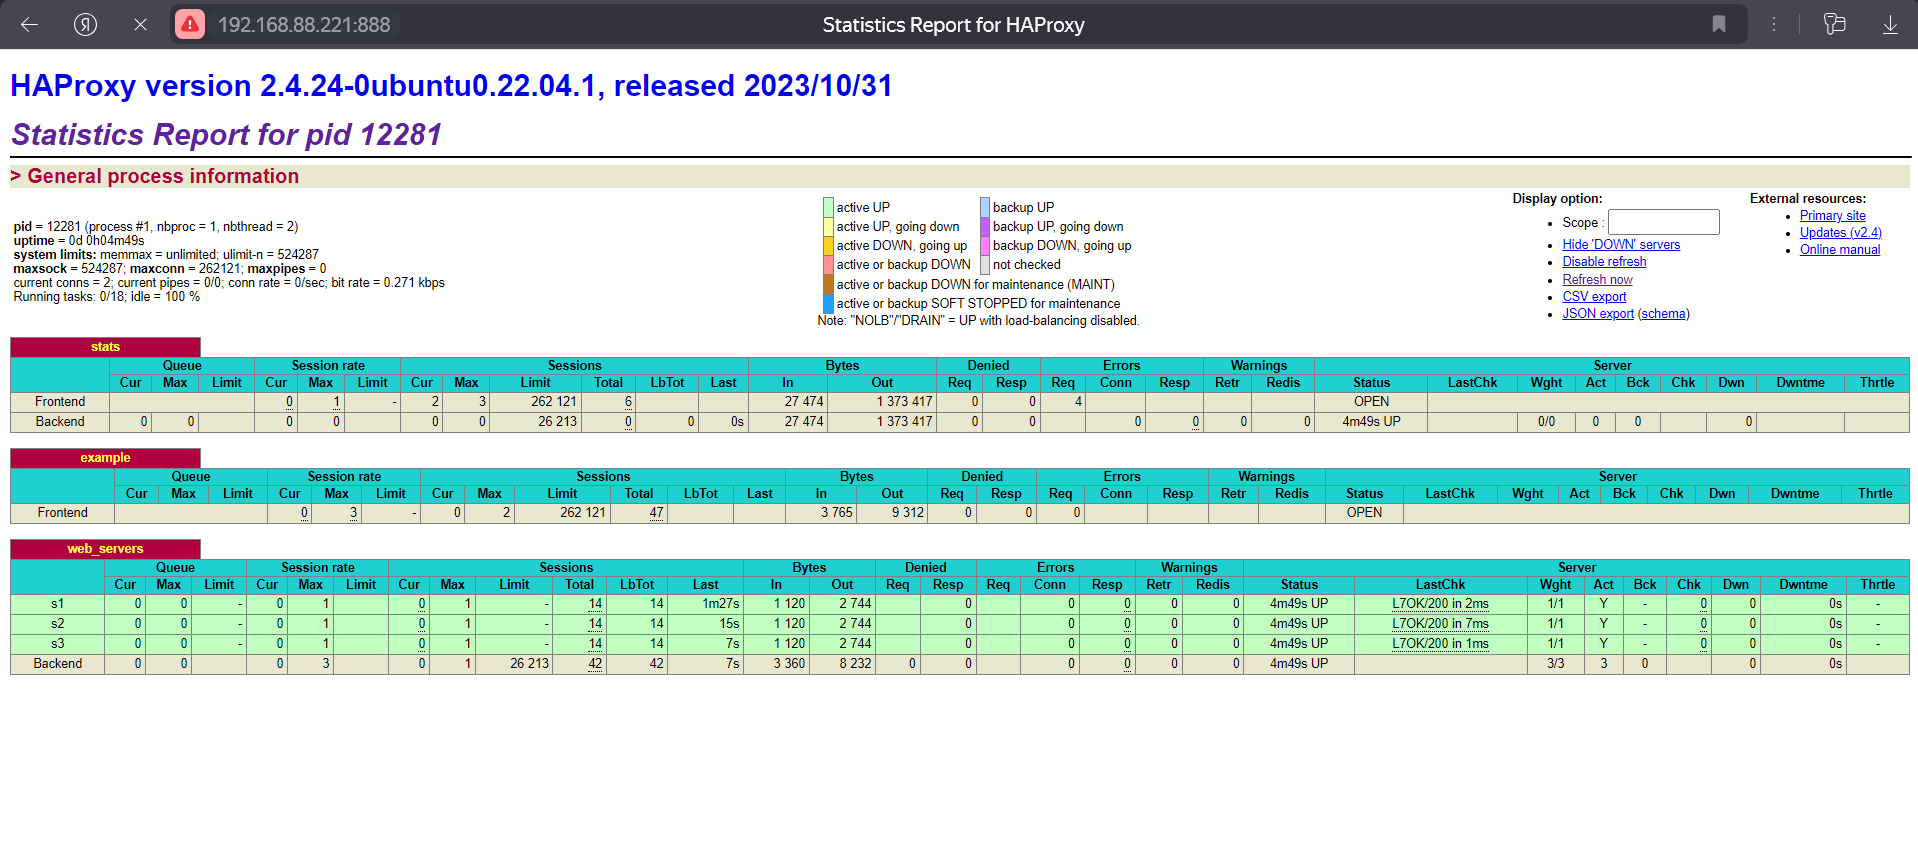 192.168.88.221:888 Statistics Report for HAProxy
HAProxy version 2.4.24-0ubuntu0.22.04.1, released 2023/10/31
Statistics Report for pid 12281
> General process information
pid = 12281 (process #1, nbproc = 1, nbthread = 2)
uptime = 0d 0h04m49s
system limits: memmax = unlimited; ulimit-n = 524287
maxsock = 524287; maxconn = 262121; maxpipes = 0
current conns = 2; current pipes = 0/0; conn rate = 0/sec; bit rate = 0.271 kbps
Running tasks: 0/18; idle = 100 %
active UP backup UP
active UP, going down backup UP, going down
active DOWN, going up backup DOWN, going up
active or backup DOWN not checked
active or backup DOWN for maintenance (MAINT)
active or backup SOFT STOPPED for maintenance
Note: "NOLB"/"DRAIN" = UP with load-balancing disabled.
Display option:
Scope :
Hide 'DOWN' servers
Disable refresh
Refresh now
CSV export
JSON export (schema)
External resources:
Primary site
Updates (v2.4)
Online manual
stats
Queue Session rate Sessions Bytes Denied Errors Warnings Server
Cur Max Limit Cur Max Limit Cur Max Limit Total LbTot Last In Out Req Resp Req Conn Resp Retr Redis Status LastChk Wght Act Bck Chk Dwn Dwntme Thrtle
Frontend 0 1 - 2 3 262 121 6 27 474 1 373 417 0 0 4 OPEN
Backend 0 0 0 0 0 0 26 213 0 0 0s 27 474 1 373 417 0 0 0 0 0 0 4m49s UP 0/0 0 0 0
example
Queue Session rate Sessions Bytes Denied Errors Warnings Server
Cur Max Limit Cur Max Limit Cur Max Limit Total LbTot Last In Out Req Resp Req Conn Resp Retr Redis Status LastChk Wght Act Bck Chk Dwn Dwntme Thrtle
Frontend 0 3 - 0 2 262 121 47 3 765 9 312 0 0 0 OPEN
web_servers
Queue Session rate Sessions Bytes Denied Errors Warnings Server
Cur Max Limit Cur Max Limit Cur Max Limit Total LbTot Last In Out Req Resp Req Conn Resp Retr Redis Status LastChk Wght Act Bck Chk Dwn Dwntme Thrtle
s1 0 0 - 0 1 0 1 - 14 14 1m27s 1 120 2 744 0 0 0 0 0 4m49s UP L7OK/200 in 2ms 1/1 Y - 0 0 0s -
s2 0 0 - 0 1 0 1 - 14 14 15s 1 120 2 744 0 0 0 0 0 4m49s UP L7OK/200 in 7ms 1/1 Y - 0 0 0s -
s3 0 0 - 0 1 0 1 - 14 14 7s 1 120 2 744 0 0 0 0 0 4m49s UP L7OK/200 in 1ms 1/1 Y - 0 0 0s -
Backend 0 0 0 3 0 1 26 213 42 42 7s 3 360 8 232 0 0 0 0 0 0 4m49s UP 3/3 3 0 0 0s